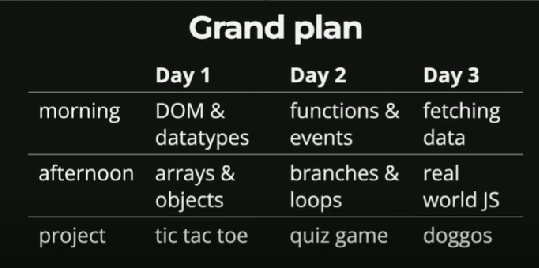 Grand plan
Day 1 Day 2 Day 3
morning DOM & functions & fetching
datatypes events data
afternoon arrays & branches & real
objects loops world JS
project tic tac toe quiz game doggos